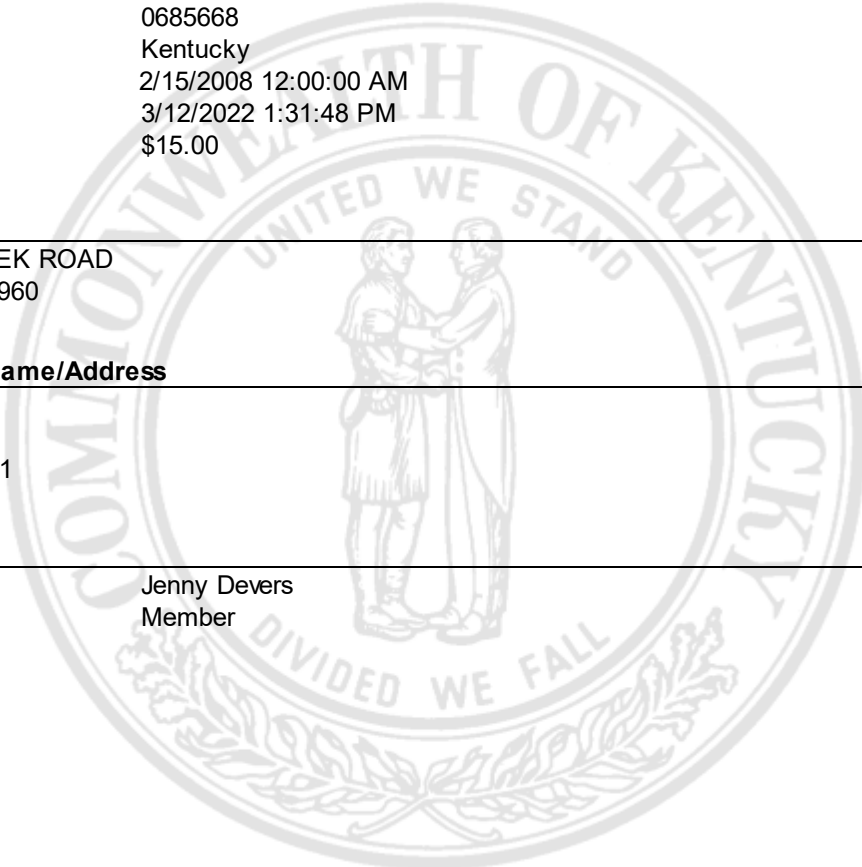 0685668
Kentucky
2/15/2008 12:00:00 AM
3/12/2022 1:31:48 PM
$15.00
COMMONWEALTH OF KENTUCKY
UNITED WE STAND
EK ROAD
960
ame/Address
1
Jenny Devers
Member
DIVIDED WE FALL